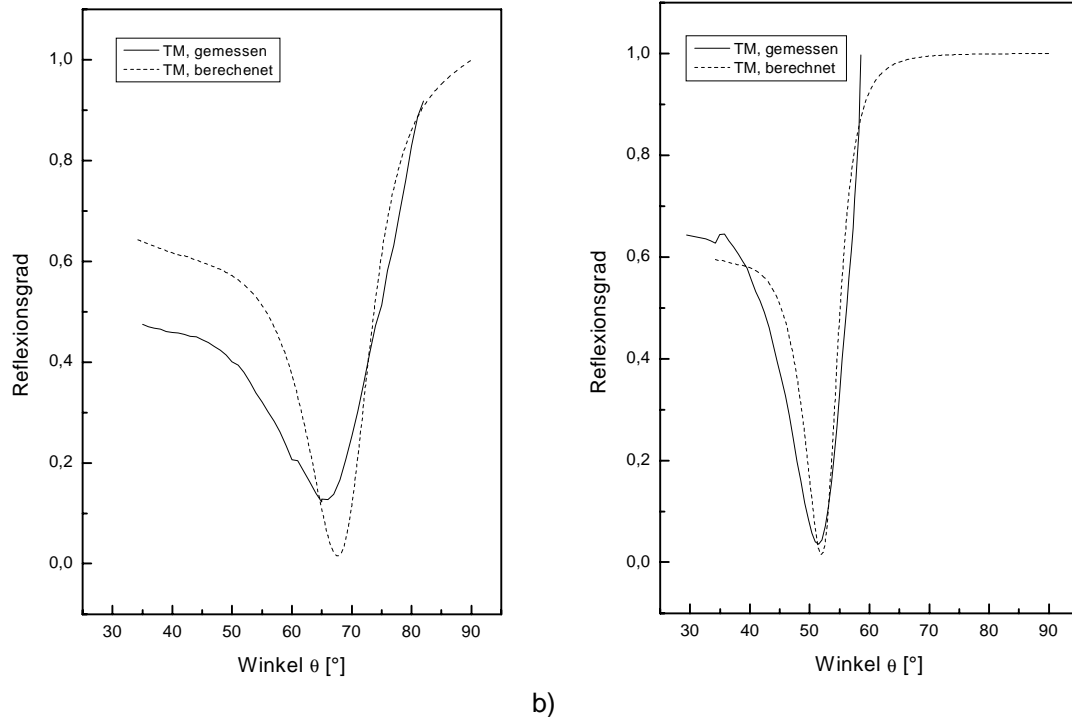 TM, gemessen
TM, berechenet
1,0
0,8
0,6
0,4
0,2
0,0
Reflexionsgrad
30 40 50 60 70 80 90
Winkel θ [°]
TM, gemessen
TM, berechnet
1,0
0,8
0,6
0,4
0,2
0,0
Reflexionsgrad
30 40 50 60 70 80 90
Winkel θ [°]
b)